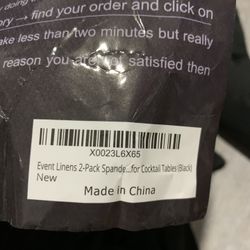 doing
ory → find your order and click on
ake less than two minutes but really
reason you are not satisfied then
X0023L6X65
Event Linens 2-Pack Spande...for Cocktail Tables (Black)
New
Made in China